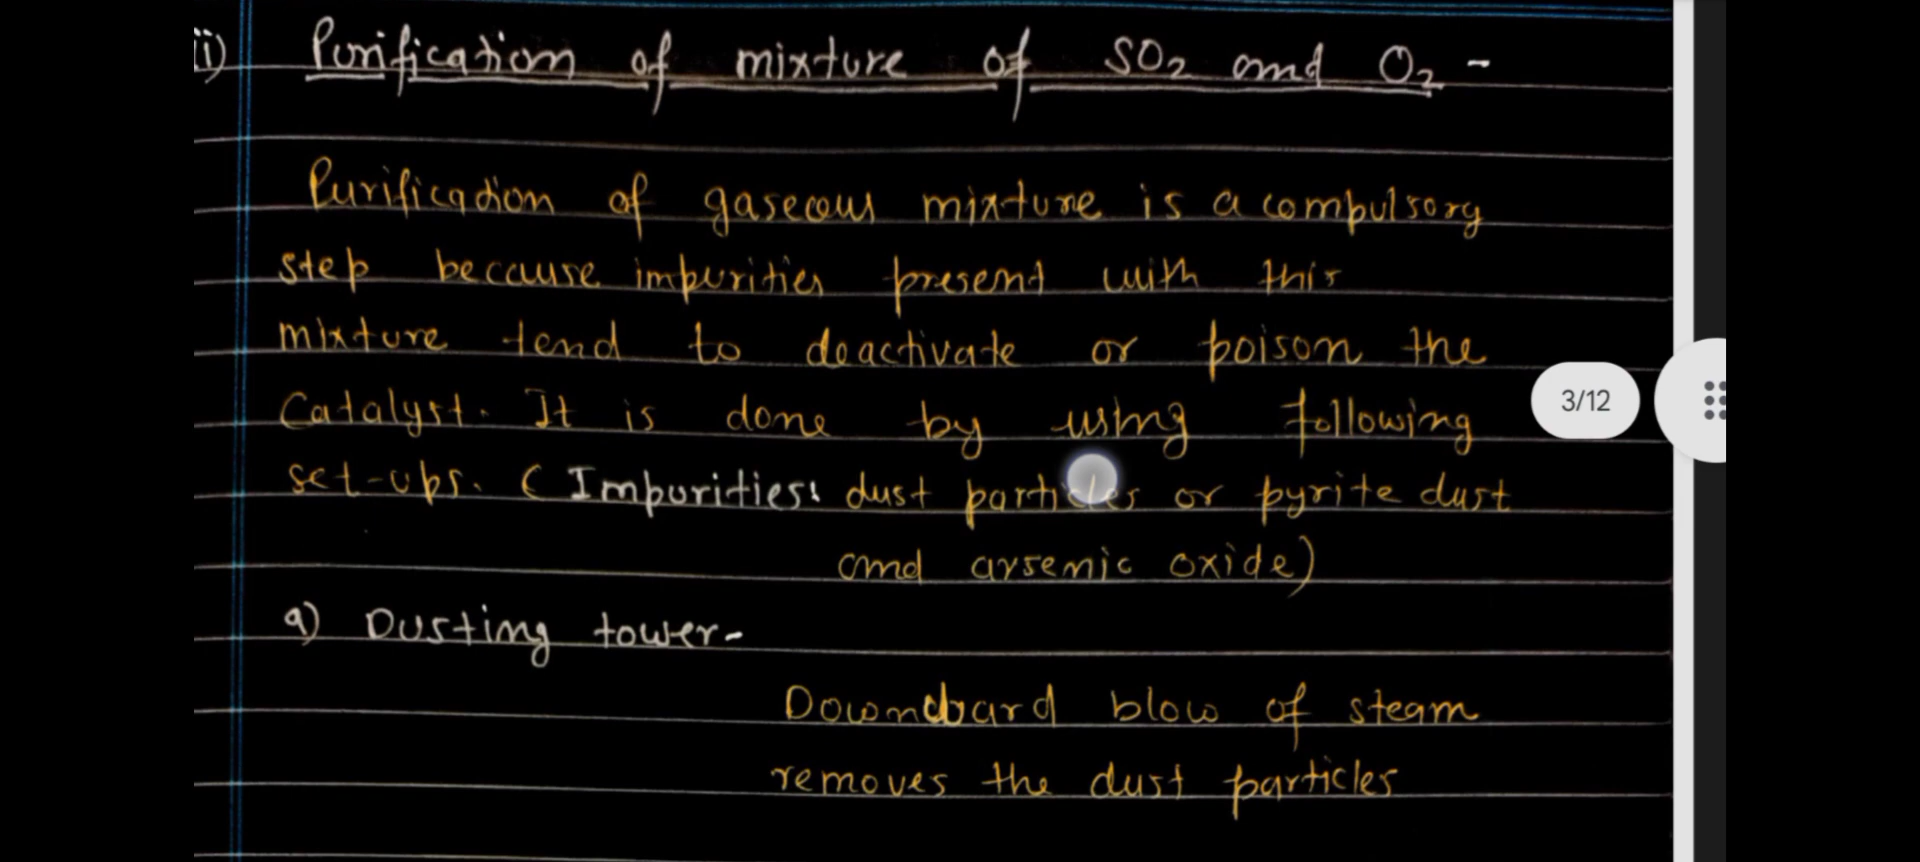 ii) Purification of mixture of SO2 and O2 -
Purification of gaseous mixture is a compulsory
step because impurities present with this
mixture tend to deactivate or poison the
Catalyst. It is done by using following
set-ups. ( Impurities: dust particles or pyrite dust
and arsenic oxide)
a) Dusting tower-
Downward blow of steam
removes the dust particles
3/12